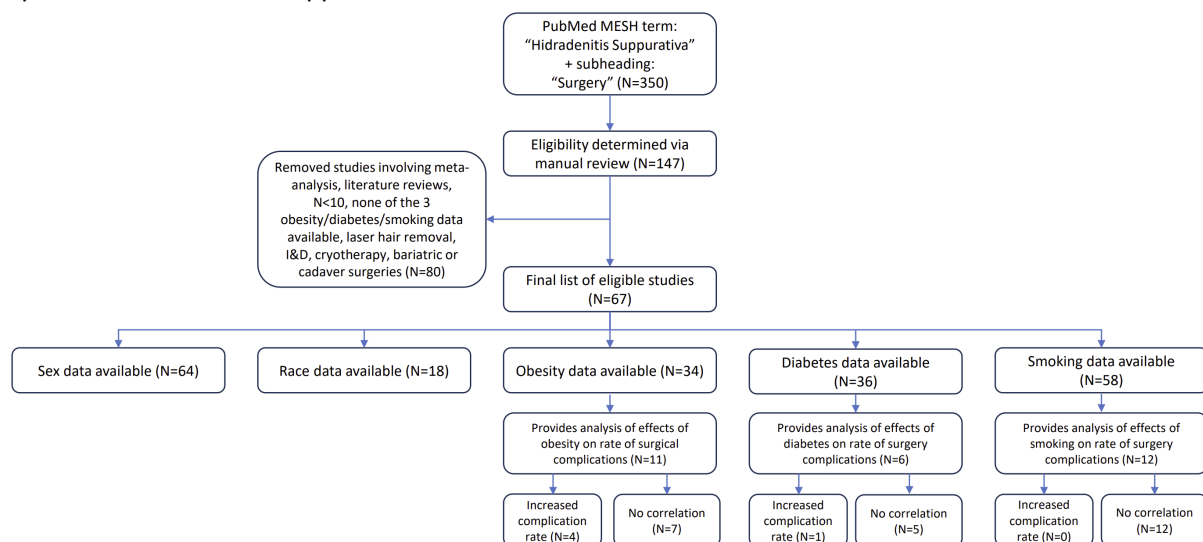 PubMed MESH term:
“Hidradenitis Suppurativa”
+ subheading:
“Surgery” (N=350)
Eligibility determined via
manual review (N=147)
Removed studies involving meta-
analysis, literature reviews,
N<10, none of the 3
obesity/diabetes/smoking data
available, laser hair removal,
I&D, cryotherapy, bariatric or
cadaver surgeries (N=80)
Final list of eligible studies
(N=67)
Sex data available (N=64)
Race data available (N=18)
Obesity data available (N=34)
Diabetes data available
(N=36)
Smoking data available
(N=58)
Provides analysis of effects of
obesity on rate of surgical
complications (N=11)
Provides analysis of effects of
diabetes on rate of surgery
complications (N=6)
Provides analysis of effects of
smoking on rate of surgery
complications (N=12)
Increased
complication
rate (N=4)
No correlation
(N=7)
Increased
complication
rate (N=1)
No correlation
(N=5)
Increased
complication
rate (N=0)
No correlation
(N=12)